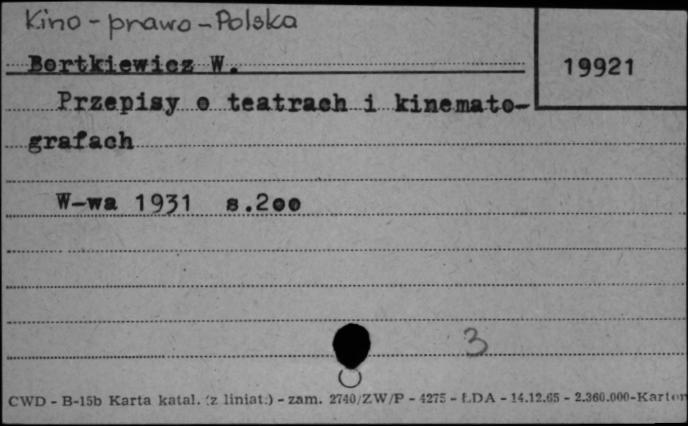 Kino - prawo - Polska
Bortkiewicz W.
19921
Przepisy o teatrach i kinemato-
grafach
W-wa 1931 s.200
3
CWD - B-15b Karta katal. (z liniat.) - zam. 2740/ZW/P - 4275 - ŁDA - 14.12.65 - 2.360.000-Karton